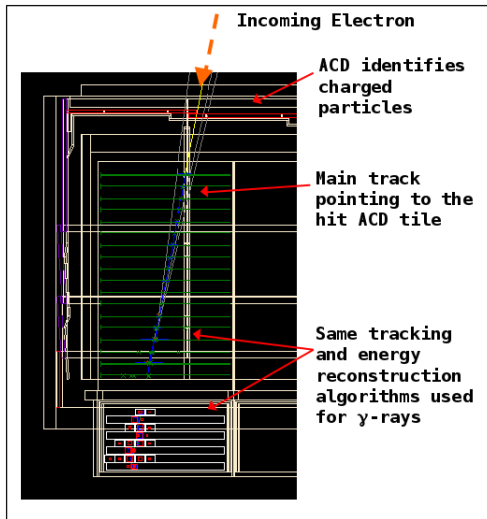 Incoming Electron
ACD identifies
charged
particles
Main track
pointing to the
hit ACD tile
Same tracking
and energy
reconstruction
algorithms used
for γ-rays